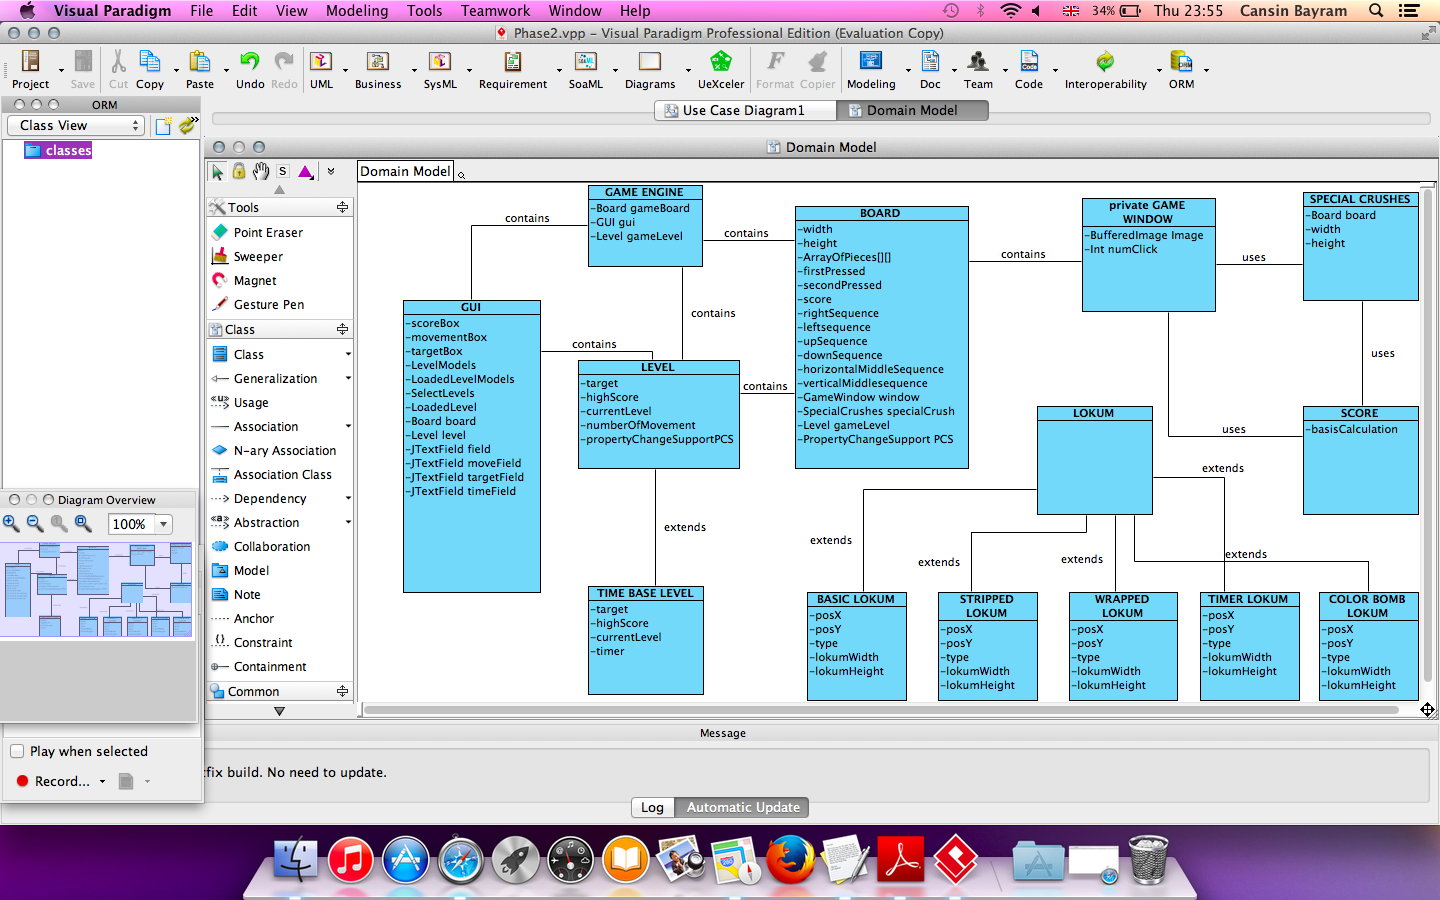 Visual Paradigm File Edit View Modeling Tools Teamwork Window Help 34% Thu 23:55 Cansin Bayram
Phase2.vpp - Visual Paradigm Professional Edition (Evaluation Copy)
Project Save Cut Copy Paste Undo Redo UML Business SysML Requirement SoaML Diagrams UeXceler Format Copier Modeling Doc Team Code Interoperability ORM
ORM
Class View
classes
Use Case Diagram1
Domain Model
Domain Model
S
Domain Model
Tools
Point Eraser
Sweeper
Magnet
Gesture Pen
Class
Class
Generalization
Usage
Association
N-ary Association
Association Class
Dependency
Abstraction
Collaboration
Model
Note
Anchor
Constraint
Containment
Common
GAME ENGINE
-Board gameBoard
-GUI gui
-Level gameLevel
contains
contains
contains
GUI
-scoreBox
-movementBox
-targetBox
-LevelModels
-LoadedLevelModels
-SelectLevels
-LoadedLevel
-Board board
-Level level
-JTextField field
-JTextField moveField
-JTextField targetField
-JTextField timeField
contains
LEVEL
-target
-highScore
-currentLevel
-numberOfMovement
-propertyChangeSupportPCS
contains
extends
TIME BASE LEVEL
-target
-highScore
-currentLevel
-timer
BOARD
-width
-height
-ArrayOfPieces[][]
-firstPressed
-secondPressed
-score
-rightSequence
-leftsequence
-upSequence
-downSequence
-horizontalMiddleSequence
-verticalMiddlesequence
-GameWindow window
-SpecialCrushes specialCrush
-Level gameLevel
-PropertyChangeSupport PCS
contains
private GAME
WINDOW
-BufferedImage Image
-Int numClick
uses
SPECIAL CRUSHES
-Board board
-width
-height
uses
uses
SCORE
-basisCalculation
LOKUM
extends
extends
extends
extends
extends
BASIC LOKUM
-posX
-posY
-type
-lokumWidth
-lokumHeight
STRIPPED
LOKUM
-posX
-posY
-type
-lokumWidth
-lokumHeight
WRAPPED
LOKUM
-posX
-posY
-type
-lokumWidth
-lokumHeight
TIMER LOKUM
-posX
-posY
-type
-lokumWidth
-lokumHeight
COLOR BOMB
LOKUM
-posX
-posY
-type
-lokumWidth
-lokumHeight
Diagram Overview
100%
Play when selected
Record...
Message
fix build. No need to update.
Log
Automatic Update